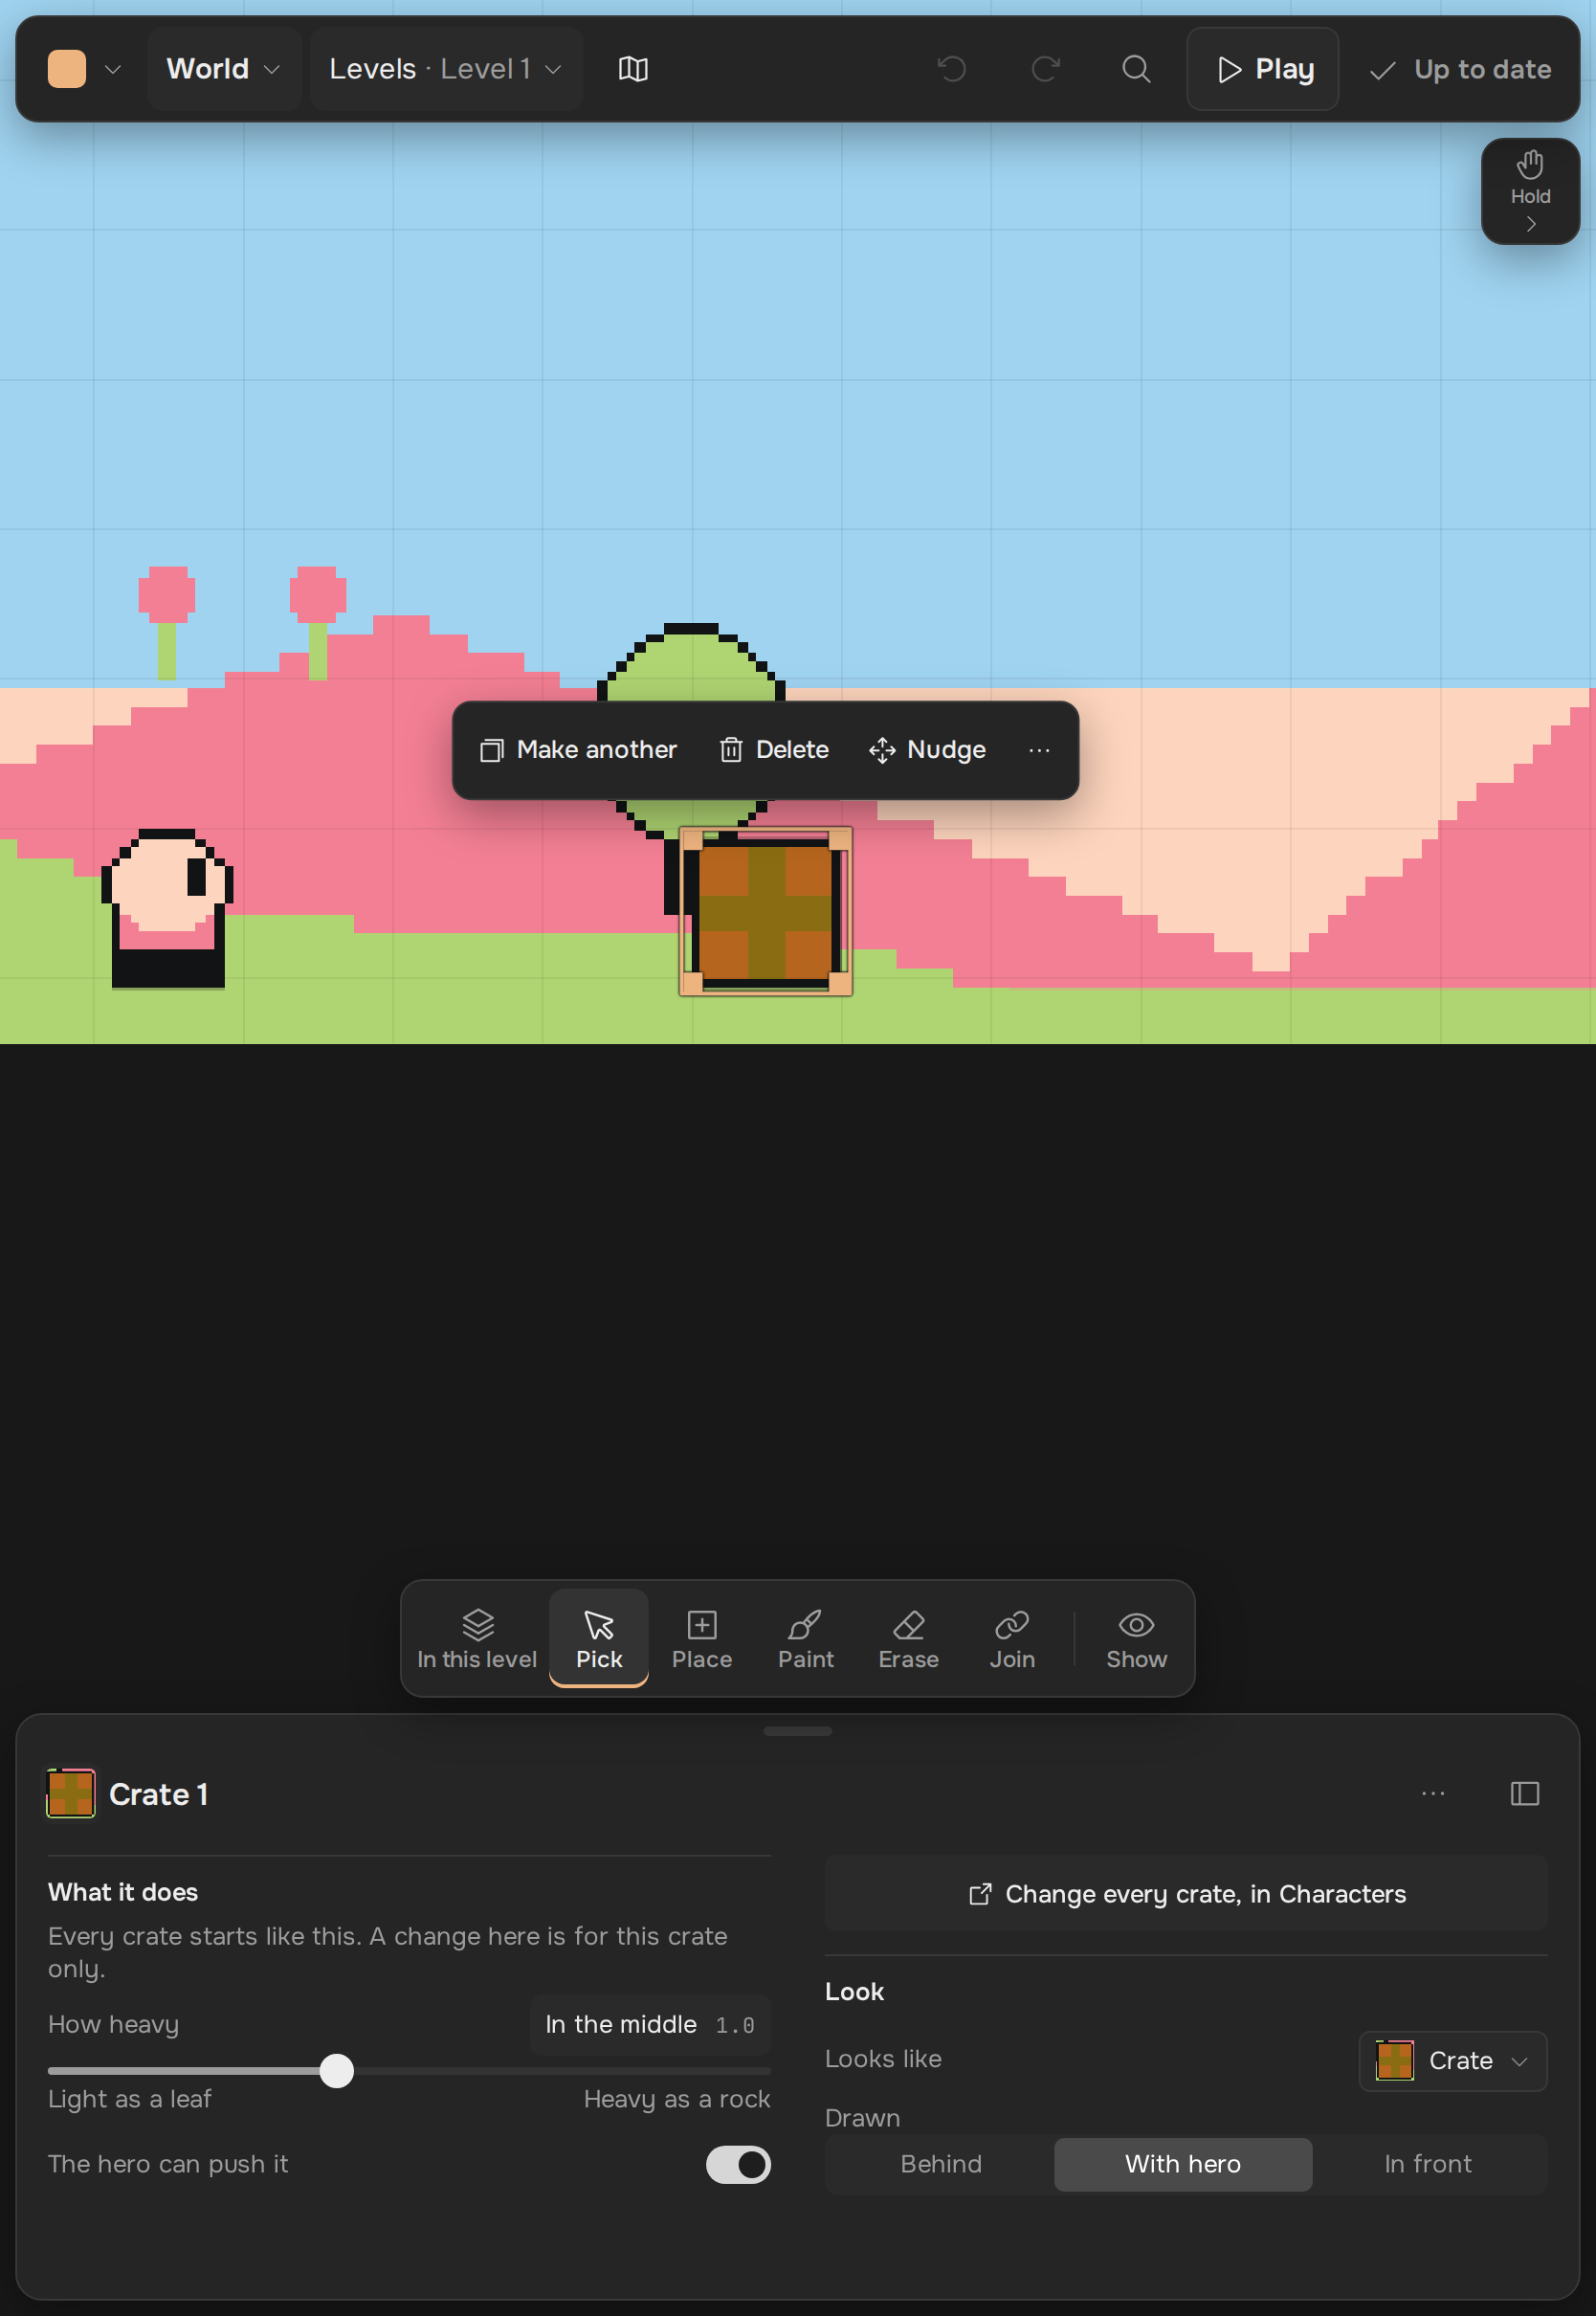 World
Levels · Level 1
Play
Up to date
Hold
Make another
Delete
Nudge
In this level
Pick
Place
Paint
Erase
Join
Show
Crate 1
What it does
Every crate starts like this. A change here is for this crate
only.
How heavy
In the middle 1.0
Light as a leaf
Heavy as a rock
The hero can push it
Change every crate, in Characters
Look
Looks like
Crate
Drawn
Behind
With hero
In front